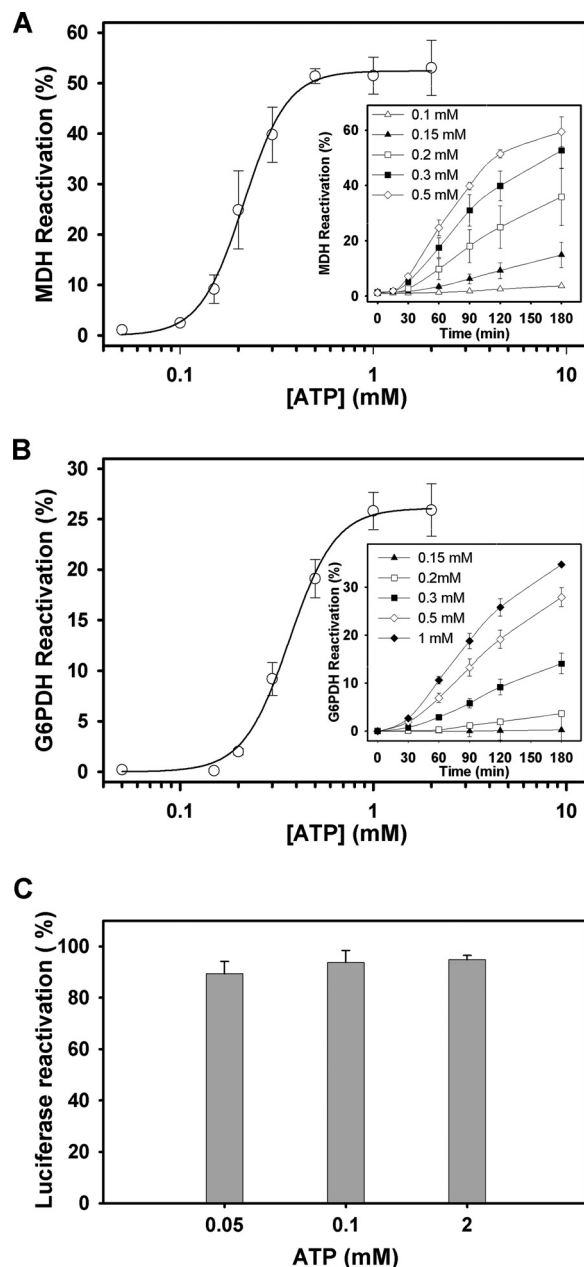 A
MDH Reactivation (%)
60
50
40
30
20
10
0
0.1
1
10
[ATP] (mM)
MDH Reactivation (%)
60
40
20
0
0.1 mM
0.15 mM
0.2 mM
0.3 mM
0.5 mM
0 30 60 90 120 150 180
Time (min)
B
G6PDH Reactivation (%)
30
25
20
15
10
5
0
0.1
1
10
[ATP] (mM)
G6PDH Reactivation (%)
30
20
10
0
0.15 mM
0.2mM
0.3 mM
0.5 mM
1 mM
0 30 60 90 120 150 180
Time (min)
C
Luciferase reactivation ( %)
100
80
60
40
20
0
0.05
0.1
2
ATP (mM)